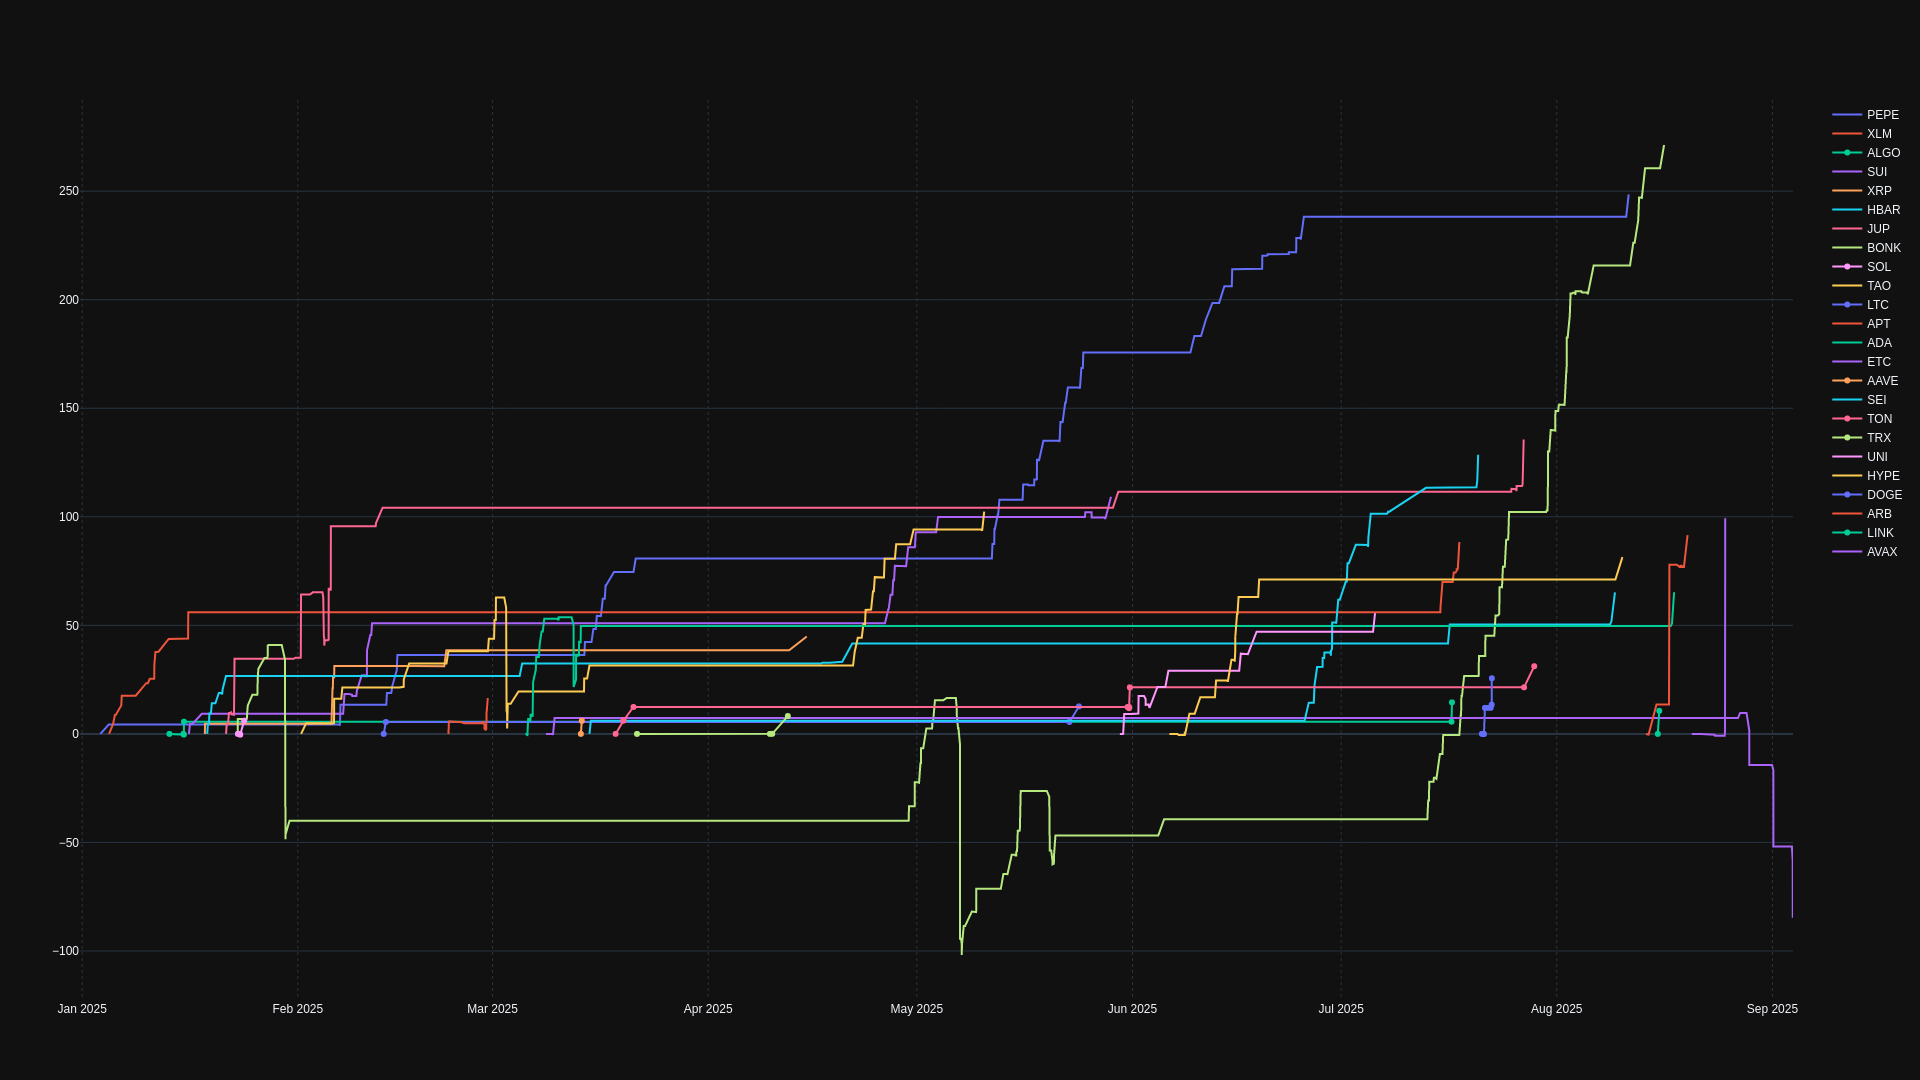 250
200
150
100
50
0
−50
−100
Jan 2025
Feb 2025
Mar 2025
Apr 2025
May 2025
Jun 2025
Jul 2025
Aug 2025
Sep 2025
PEPE
XLM
ALGO
SUI
XRP
HBAR
JUP
BONK
SOL
TAO
LTC
APT
ADA
ETC
AAVE
SEI
TON
TRX
UNI
HYPE
DOGE
ARB
LINK
AVAX